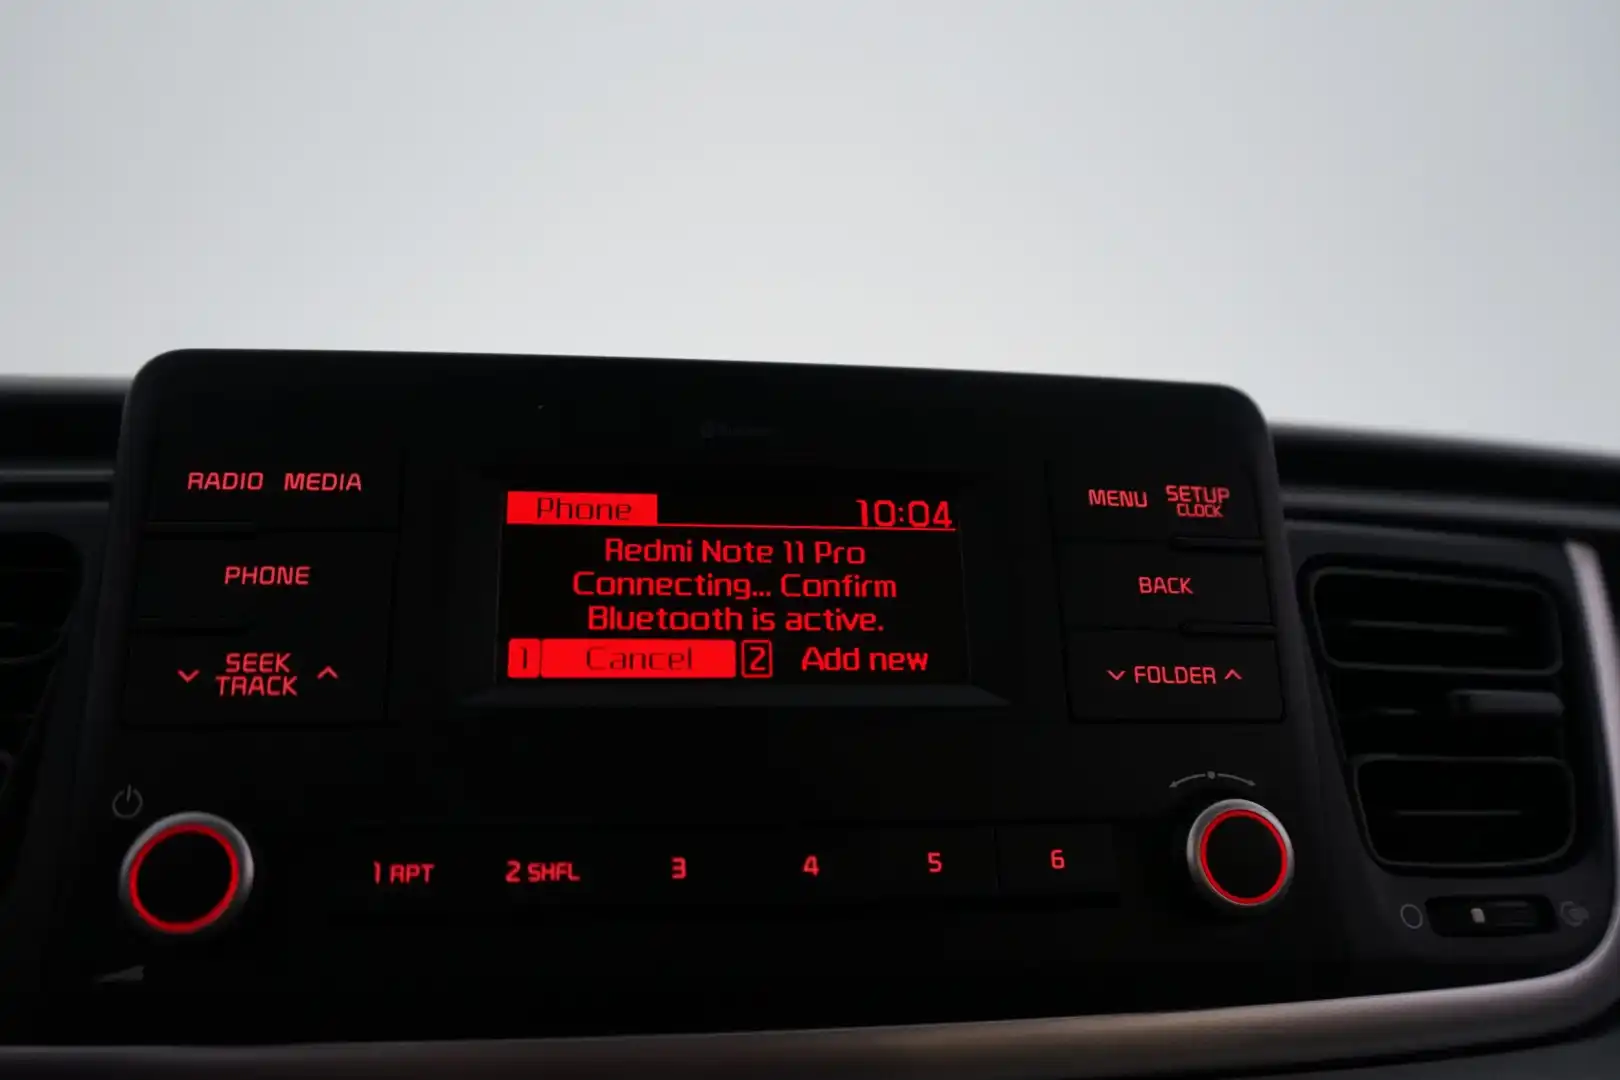 RADIO MEDIA
PHONE
SEEK
TRACK
Phone 10:04
Redmi Note 11 Pro
Connecting... Confirm
Bluetooth is active.
1 Cancel 2 Add new
MENU SETUP
CLOCK
BACK
FOLDER
1 RPT 2 SHFL 3 4 5 6